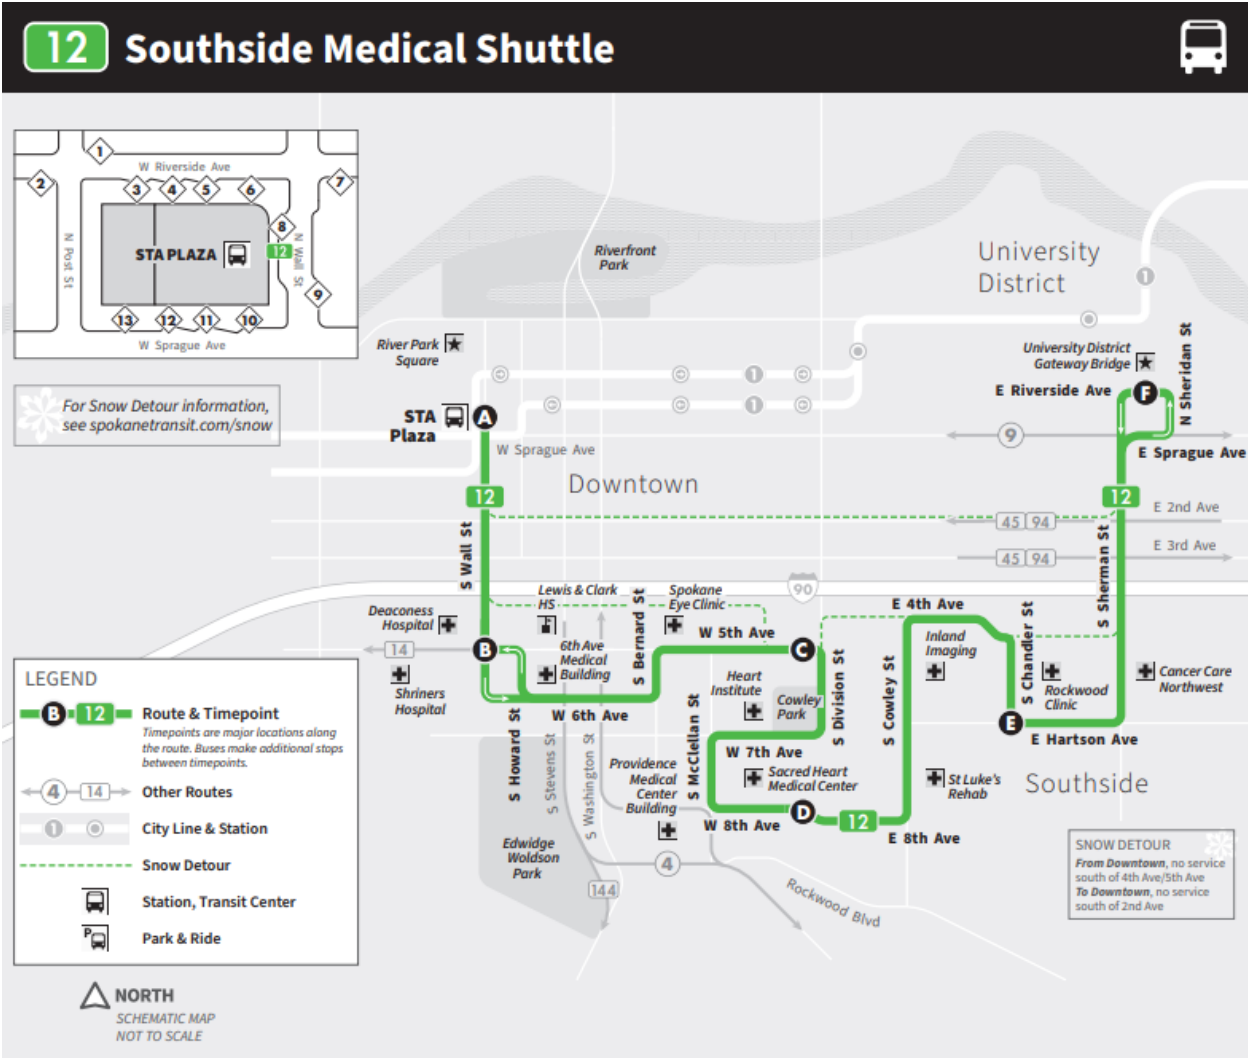 12 Southside Medical Shuttle
1
W Riverside Ave
2
3
4
5
6
7
8
STA PLAZA
12
N Post St
N Wall St
9
13
12
11
10
W Sprague Ave
For Snow Detour information,
see spokanetransit.com/snow
Riverfront
Park
University
District
1
River Park
Square
1
1
STA
Plaza
A
W Sprague Ave
University District
Gateway Bridge
E Riverside Ave
F
N Sheridan St
9
E Sprague Ave
Downtown
12
12
E 2nd Ave
45 94
E 3rd Ave
45 94
S Wall St
S Sherman St
90
Lewis & Clark
HS
Spokane
Eye Clinic
E 4th Ave
Deaconess
Hospital
14
B
6th Ave
Medical
Building
S Bernard St
W 5th Ave
C
Inland
Imaging
S Chandler St
Shriners
Hospital
Heart
Institute
Cowley
Park
S Division St
S Cowley St
Rockwood
Clinic
Cancer Care
Northwest
W 6th Ave
S McClellan St
E
E Hartson Ave
S Howard St
S Stevens St
S Washington St
W 7th Ave
Providence
Medical
Center
Building
Sacred Heart
Medical Center
St Luke's
Rehab
Southside
W 8th Ave
D
12
E 8th Ave
Edwidge
Woldson
Park
4
144
Rockwood Blvd
SNOW DETOUR
From Downtown, no service
south of 4th Ave/5th Ave
To Downtown, no service
south of 2nd Ave
LEGEND
B 12 Route & Timepoint
Timepoints are major locations along
the route. Buses make additional stops
between timepoints.
4 14 Other Routes
1 City Line & Station
Snow Detour
Station, Transit Center
P Park & Ride
NORTH
SCHEMATIC MAP
NOT TO SCALE